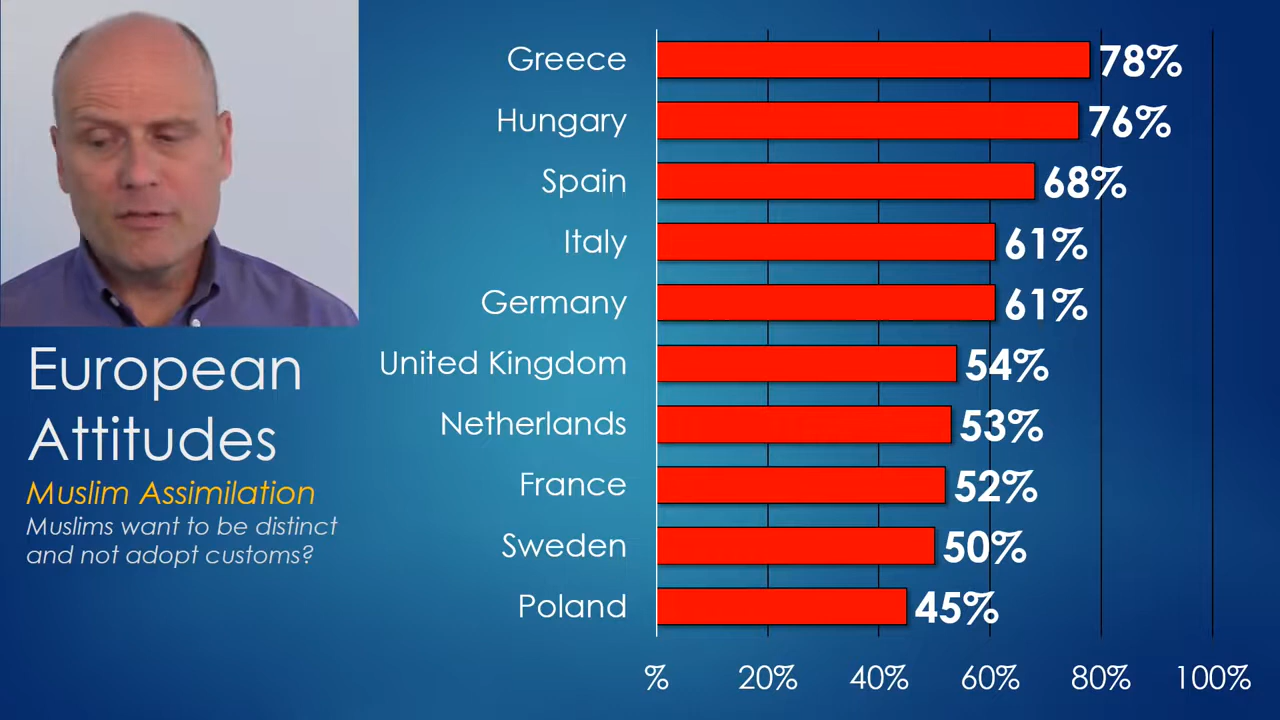 European
Attitudes
Muslim Assimilation
Muslims want to be distinct
and not adopt customs?
Greece 78%
Hungary 76%
Spain 68%
Italy 61%
Germany 61%
United Kingdom 54%
Netherlands 53%
France 52%
Sweden 50%
Poland 45%
% 20% 40% 60% 80% 100%